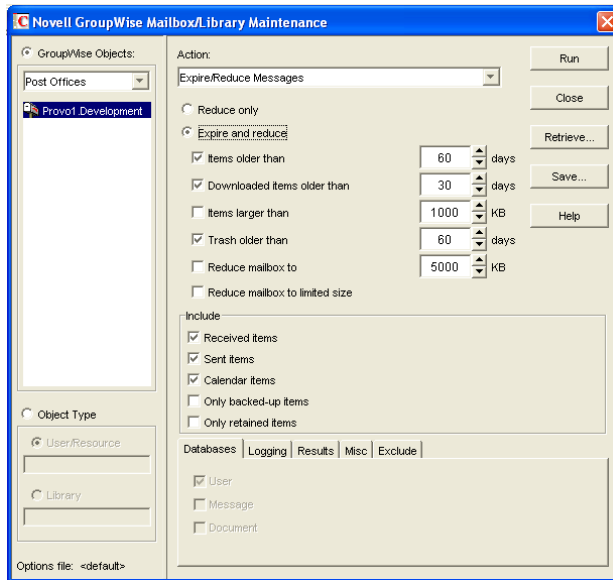 Novell GroupWise Mailbox/Library Maintenance
GroupWise Objects:
Post Offices
Provo1.Development
Object Type
User/Resource
Library
Options file: <default>
Action:
Expire/Reduce Messages
Reduce only
Expire and reduce
Items older than 60 days
Downloaded items older than 30 days
Items larger than 1000 KB
Trash older than 60 days
Reduce mailbox to 5000 KB
Reduce mailbox to limited size
Include
Received items
Sent items
Calendar items
Only backed-up items
Only retained items
Databases Logging Results Misc Exclude
User
Message
Document
Run
Close
Retrieve...
Save...
Help